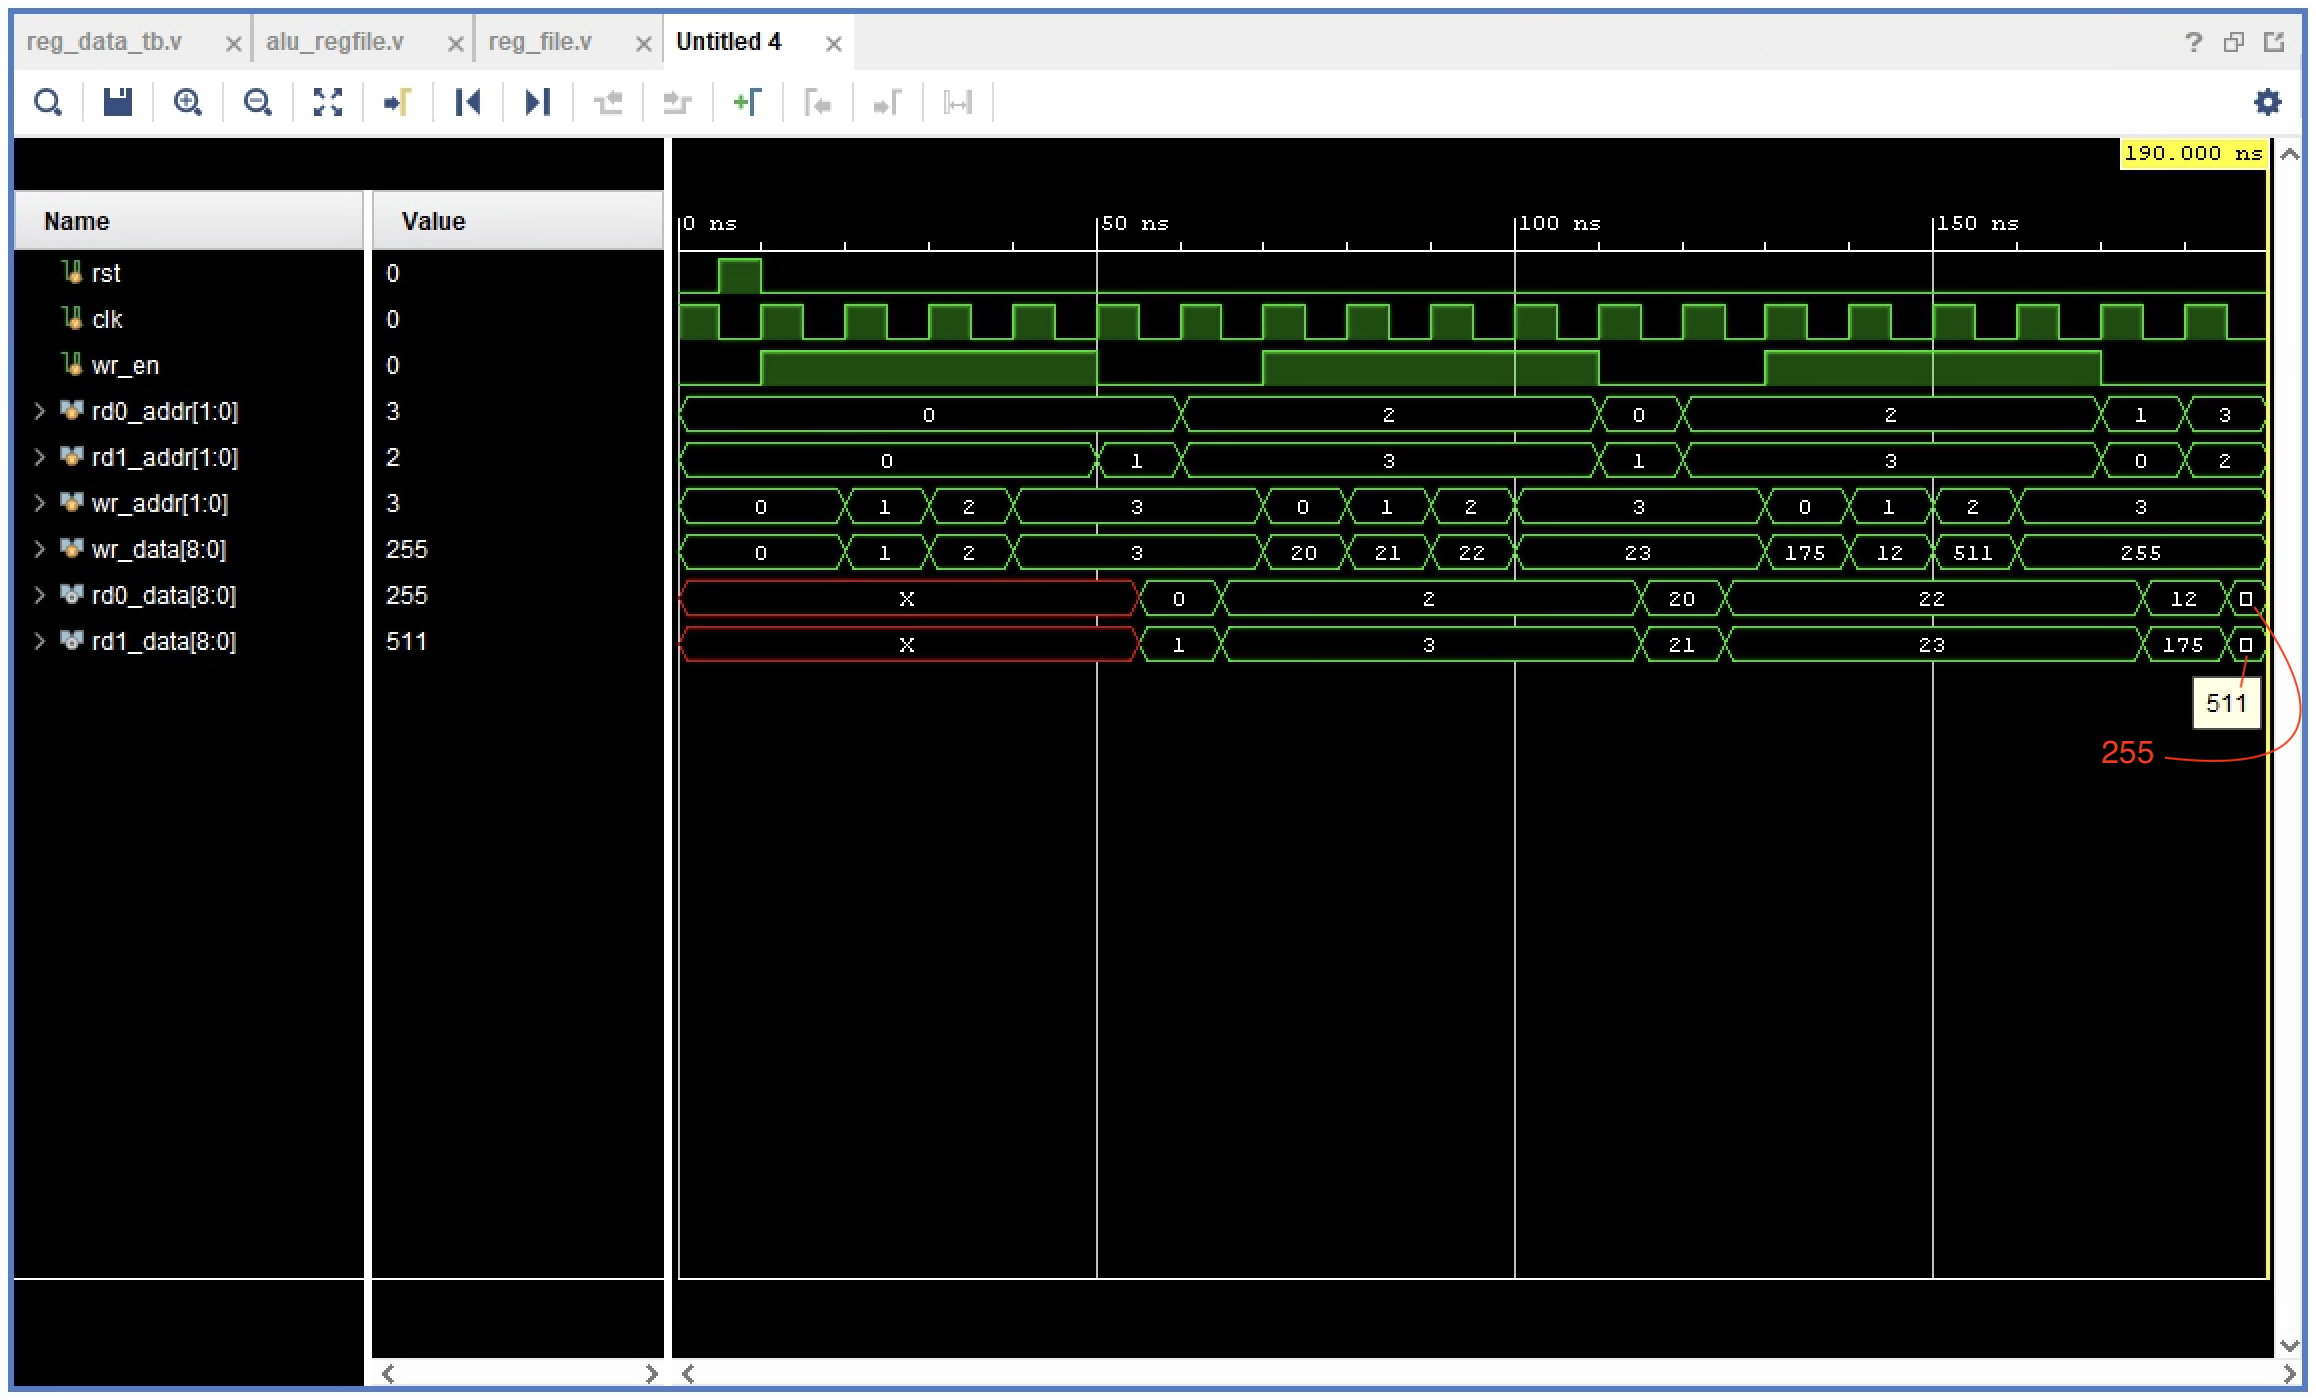 reg_data_tb.v alu_regfile.v reg_file.v Untitled 4
190.000 ns
Name Value
0 ns 50 ns 100 ns 150 ns
rst 0
clk 0
wr_en 0
rd0_addr[1:0] 3 0 2 0 2 1 3
rd1_addr[1:0] 2 0 1 3 1 3 0 2
wr_addr[1:0] 3 0 1 2 3 0 1 2 3 0 1 2 3
wr_data[8:0] 255 0 1 2 3 20 21 22 23 175 12 511 255
rd0_data[8:0] 255 X 0 2 20 22 12
rd1_data[8:0] 511 X 1 3 21 23 175
511
255